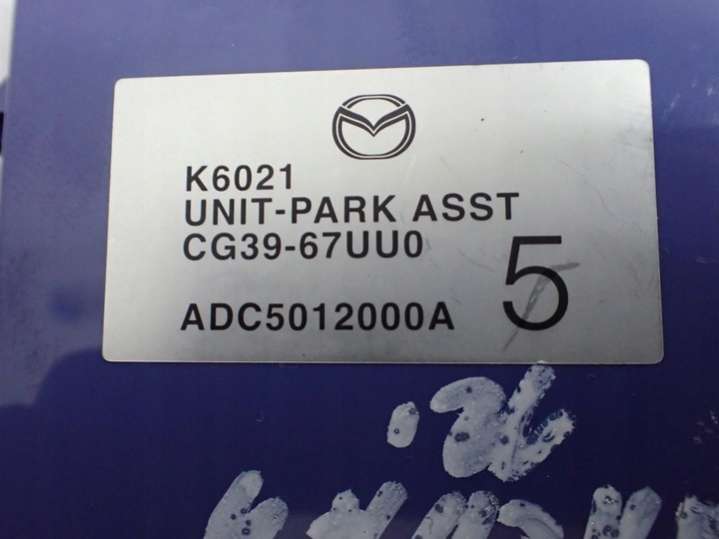 K6021
UNIT-PARK ASST
CG39-67UU0
ADC5012000A
5